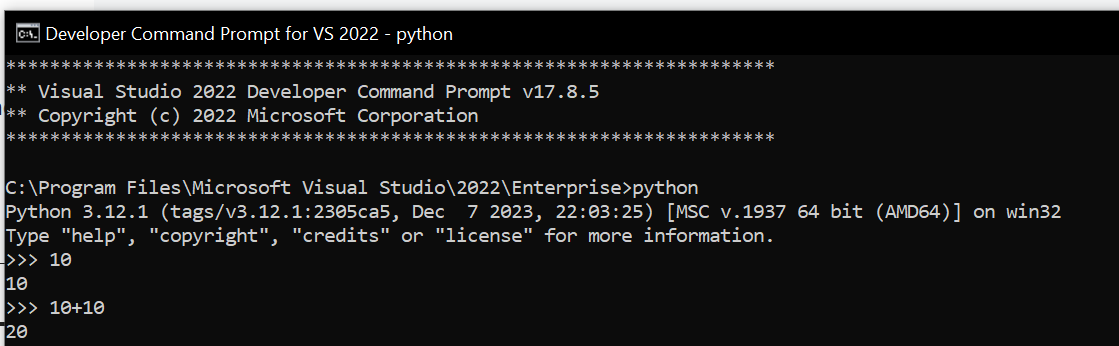 Developer Command Prompt for VS 2022 - python
**********************************************************************
** Visual Studio 2022 Developer Command Prompt v17.8.5
** Copyright (c) 2022 Microsoft Corporation
**********************************************************************
C:\Program Files\Microsoft Visual Studio\2022\Enterprise>python
Python 3.12.1 (tags/v3.12.1:2305ca5, Dec  7 2023, 22:03:25) [MSC v.1937 64 bit (AMD64)] on win32
Type "help", "copyright", "credits" or "license" for more information.
>>> 10
10
>>> 10+10
20